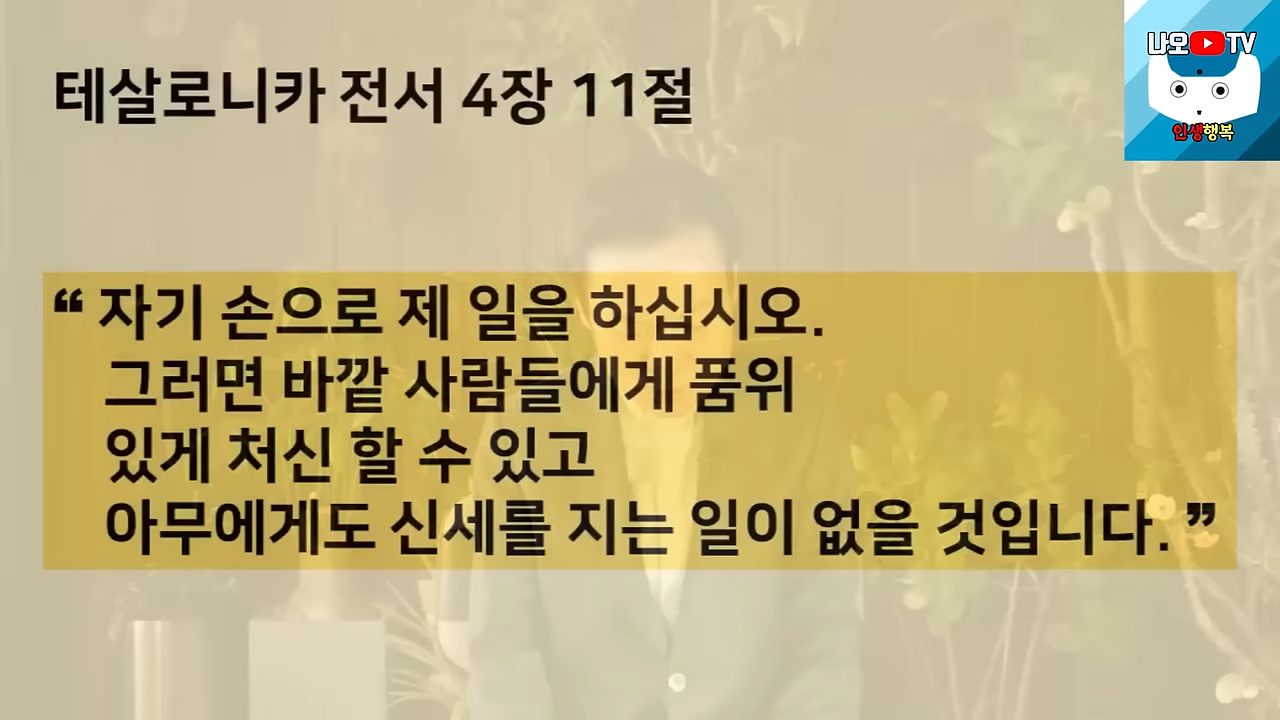 테살로니카 전서 4장 11절
나오 TV
인생행복
“ 자기 손으로 제 일을 하십시오.
그러면 바깥 사람들에게 품위
있게 처신 할 수 있고
아무에게도 신세를 지는 일이 없을 것입니다. ”